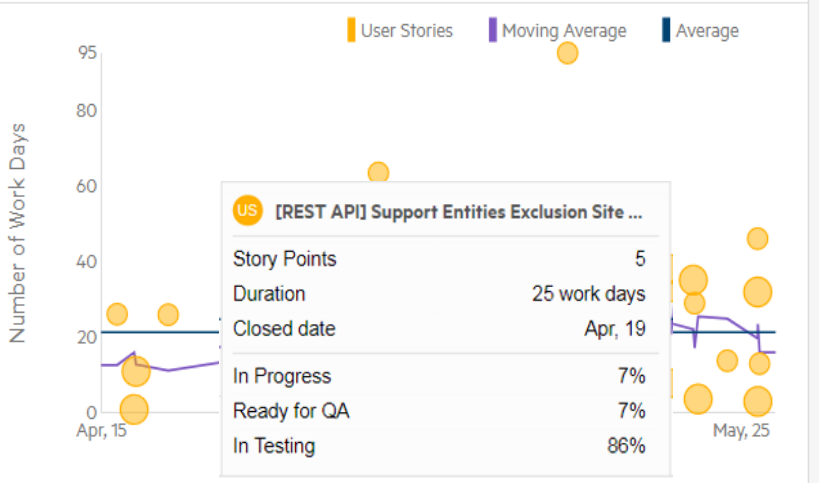 User Stories Moving Average Average
Number of Work Days
95
80
60
40
20
0
Apr, 15
May, 25
US [REST API] Support Entities Exclusion Site ...
Story Points 5
Duration 25 work days
Closed date Apr, 19
In Progress 7%
Ready for QA 7%
In Testing 86%